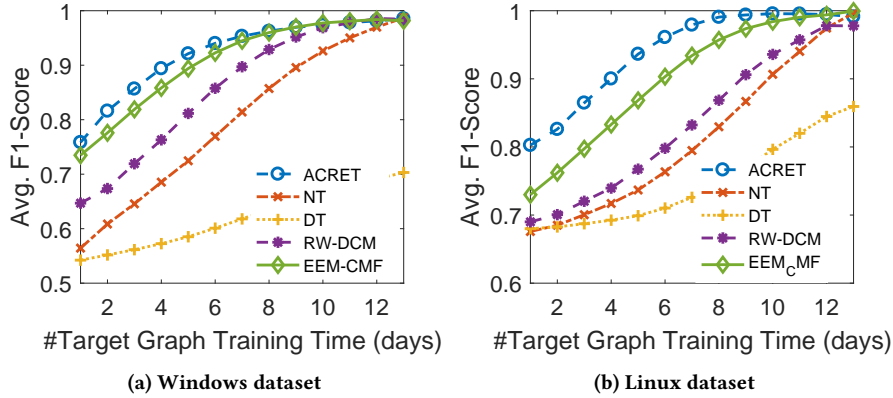 1
0.9
0.8
0.7
0.6
0.5
Avg. F1-Score
2 4 6 8 10 12
#Target Graph Training Time (days)
ACRET
NT
DT
RW-DCM
EEM-CMF
(a) Windows dataset
1
0.9
0.8
0.7
0.6
Avg. F1-Score
2 4 6 8 10 12
#Target Graph Training Time (days)
ACRET
NT
DT
RW-DCM
EEM_CMF
(b) Linux dataset